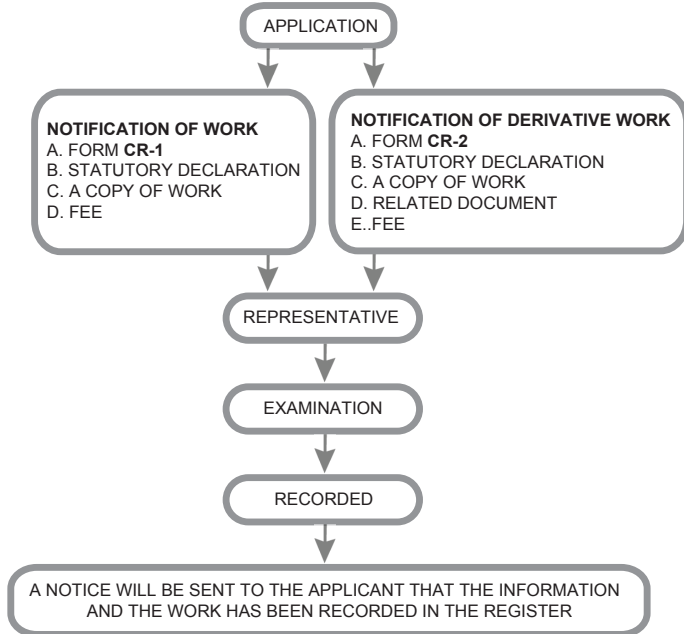 APPLICATION
NOTIFICATION OF WORK
A. FORM CR-1
B. STATUTORY DECLARATION
C. A COPY OF WORK
D. FEE
NOTIFICATION OF DERIVATIVE WORK
A. FORM CR-2
B. STATUTORY DECLARATION
C. A COPY OF WORK
D. RELATED DOCUMENT
E..FEE
REPRESENTATIVE
EXAMINATION
RECORDED
A NOTICE WILL BE SENT TO THE APPLICANT THAT THE INFORMATION
AND THE WORK HAS BEEN RECORDED IN THE REGISTER